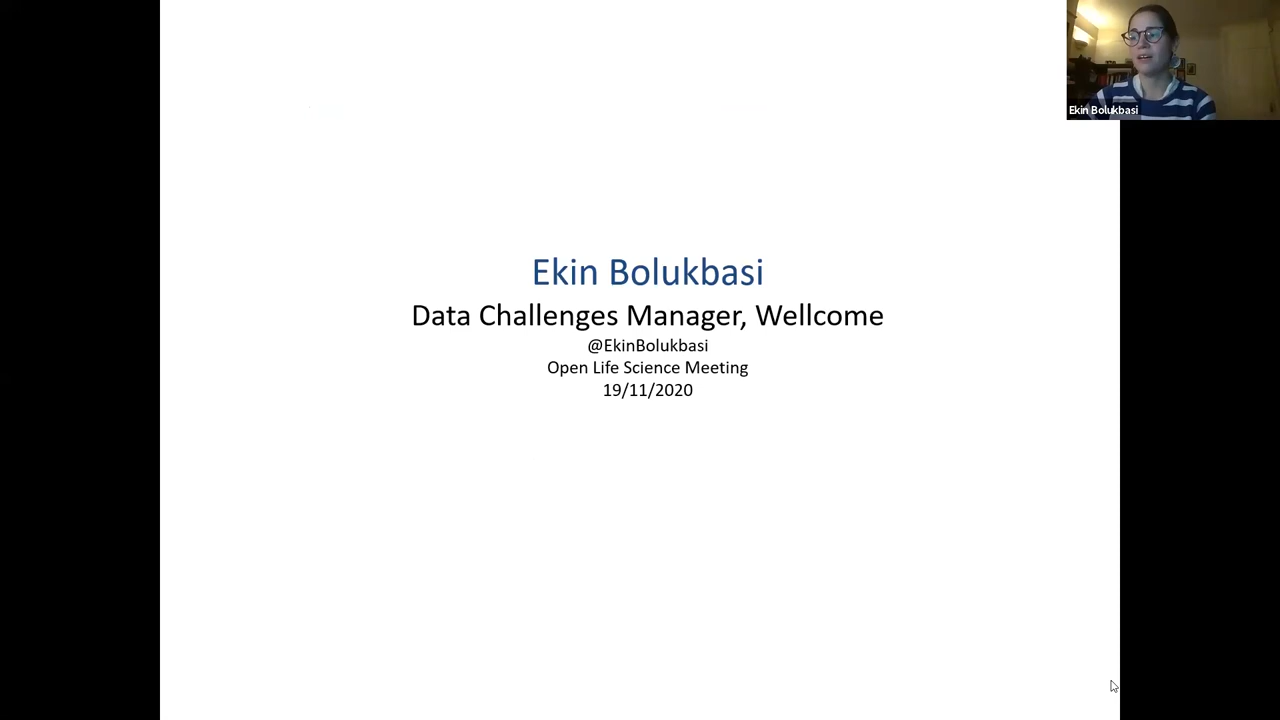 Ekin Bolukbasi
Ekin Bolukbasi
Data Challenges Manager, Wellcome
@EkinBolukbasi
Open Life Science Meeting
19/11/2020